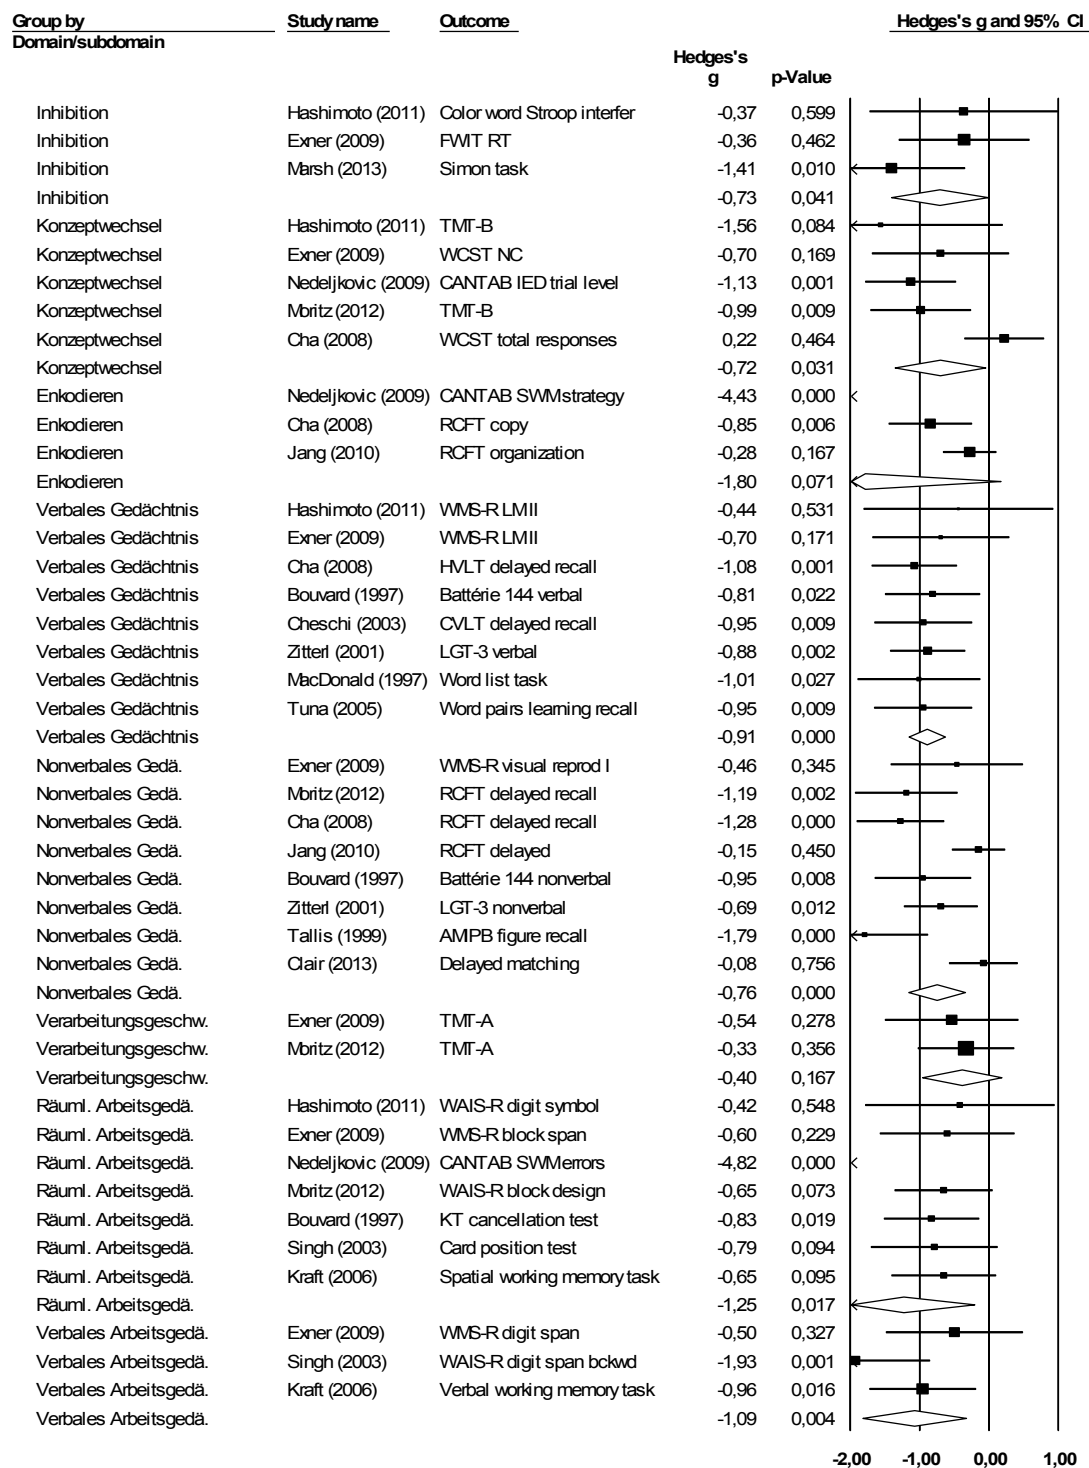 Group by Study name Outcome Hedges's g and 95% CI
Domain/subdomain
Hedges's
g p-Value
Inhibition Hashimoto (2011) Color word Stroop interfer -0,37 0,599
Inhibition Exner (2009) FWIT RT -0,36 0,462
Inhibition Marsh (2013) Simon task -1,41 0,010
Inhibition -0,73 0,041
Konzeptwechsel Hashimoto (2011) TMT-B -1,56 0,084
Konzeptwechsel Exner (2009) WCST NC -0,70 0,169
Konzeptwechsel Nedeljkovic (2009) CANTAB IED trial level -1,13 0,001
Konzeptwechsel Moritz (2012) TMT-B -0,99 0,009
Konzeptwechsel Cha (2008) WCST total responses 0,22 0,464
Konzeptwechsel -0,72 0,031
Enkodieren Nedeljkovic (2009) CANTAB SWM strategy -4,43 0,000
Enkodieren Cha (2008) RCFT copy -0,85 0,006
Enkodieren Jang (2010) RCFT organization -0,28 0,167
Enkodieren -1,80 0,071
Verbales Gedächtnis Hashimoto (2011) WMS-R LMII -0,44 0,531
Verbales Gedächtnis Exner (2009) WMS-R LMII -0,70 0,171
Verbales Gedächtnis Cha (2008) HVLT delayed recall -1,08 0,001
Verbales Gedächtnis Bouvard (1997) Battérie 144 verbal -0,81 0,022
Verbales Gedächtnis Cheschi (2003) CVLT delayed recall -0,95 0,009
Verbales Gedächtnis Zitterl (2001) LGT-3 verbal -0,88 0,002
Verbales Gedächtnis MacDonald (1997) Word list task -1,01 0,027
Verbales Gedächtnis Tuna (2005) Word pairs learning recall -0,95 0,009
Verbales Gedächtnis -0,91 0,000
Nonverbales Gedä. Exner (2009) WMS-R visual reprod I -0,46 0,345
Nonverbales Gedä. Moritz (2012) RCFT delayed recall -1,19 0,002
Nonverbales Gedä. Cha (2008) RCFT delayed recall -1,28 0,000
Nonverbales Gedä. Jang (2010) RCFT delayed -0,15 0,450
Nonverbales Gedä. Bouvard (1997) Battérie 144 nonverbal -0,95 0,008
Nonverbales Gedä. Zitterl (2001) LGT-3 nonverbal -0,69 0,012
Nonverbales Gedä. Tallis (1999) AMIPB figure recall -1,79 0,000
Nonverbales Gedä. Clair (2013) Delayed matching -0,08 0,756
Nonverbales Gedä. -0,76 0,000
Verarbeitungsgeschw. Exner (2009) TMT-A -0,54 0,278
Verarbeitungsgeschw. Moritz (2012) TMT-A -0,33 0,356
Verarbeitungsgeschw. -0,40 0,167
Räuml. Arbeitsgedä. Hashimoto (2011) WAIS-R digit symbol -0,42 0,548
Räuml. Arbeitsgedä. Exner (2009) WMS-R block span -0,60 0,229
Räuml. Arbeitsgedä. Nedeljkovic (2009) CANTAB SWM errors -4,82 0,000
Räuml. Arbeitsgedä. Moritz (2012) WAIS-R block design -0,65 0,073
Räuml. Arbeitsgedä. Bouvard (1997) KT cancellation test -0,83 0,019
Räuml. Arbeitsgedä. Singh (2003) Card position test -0,79 0,094
Räuml. Arbeitsgedä. Kraft (2006) Spatial working memory task -0,65 0,095
Räuml. Arbeitsgedä. -1,25 0,017
Verbales Arbeitsgedä. Exner (2009) WMS-R digit span -0,50 0,327
Verbales Arbeitsgedä. Singh (2003) WAIS-R digit span bckwd -1,93 0,001
Verbales Arbeitsgedä. Kraft (2006) Verbal working memory task -0,96 0,016
Verbales Arbeitsgedä. -1,09 0,004
-2,00 -1,00 0,00 1,00